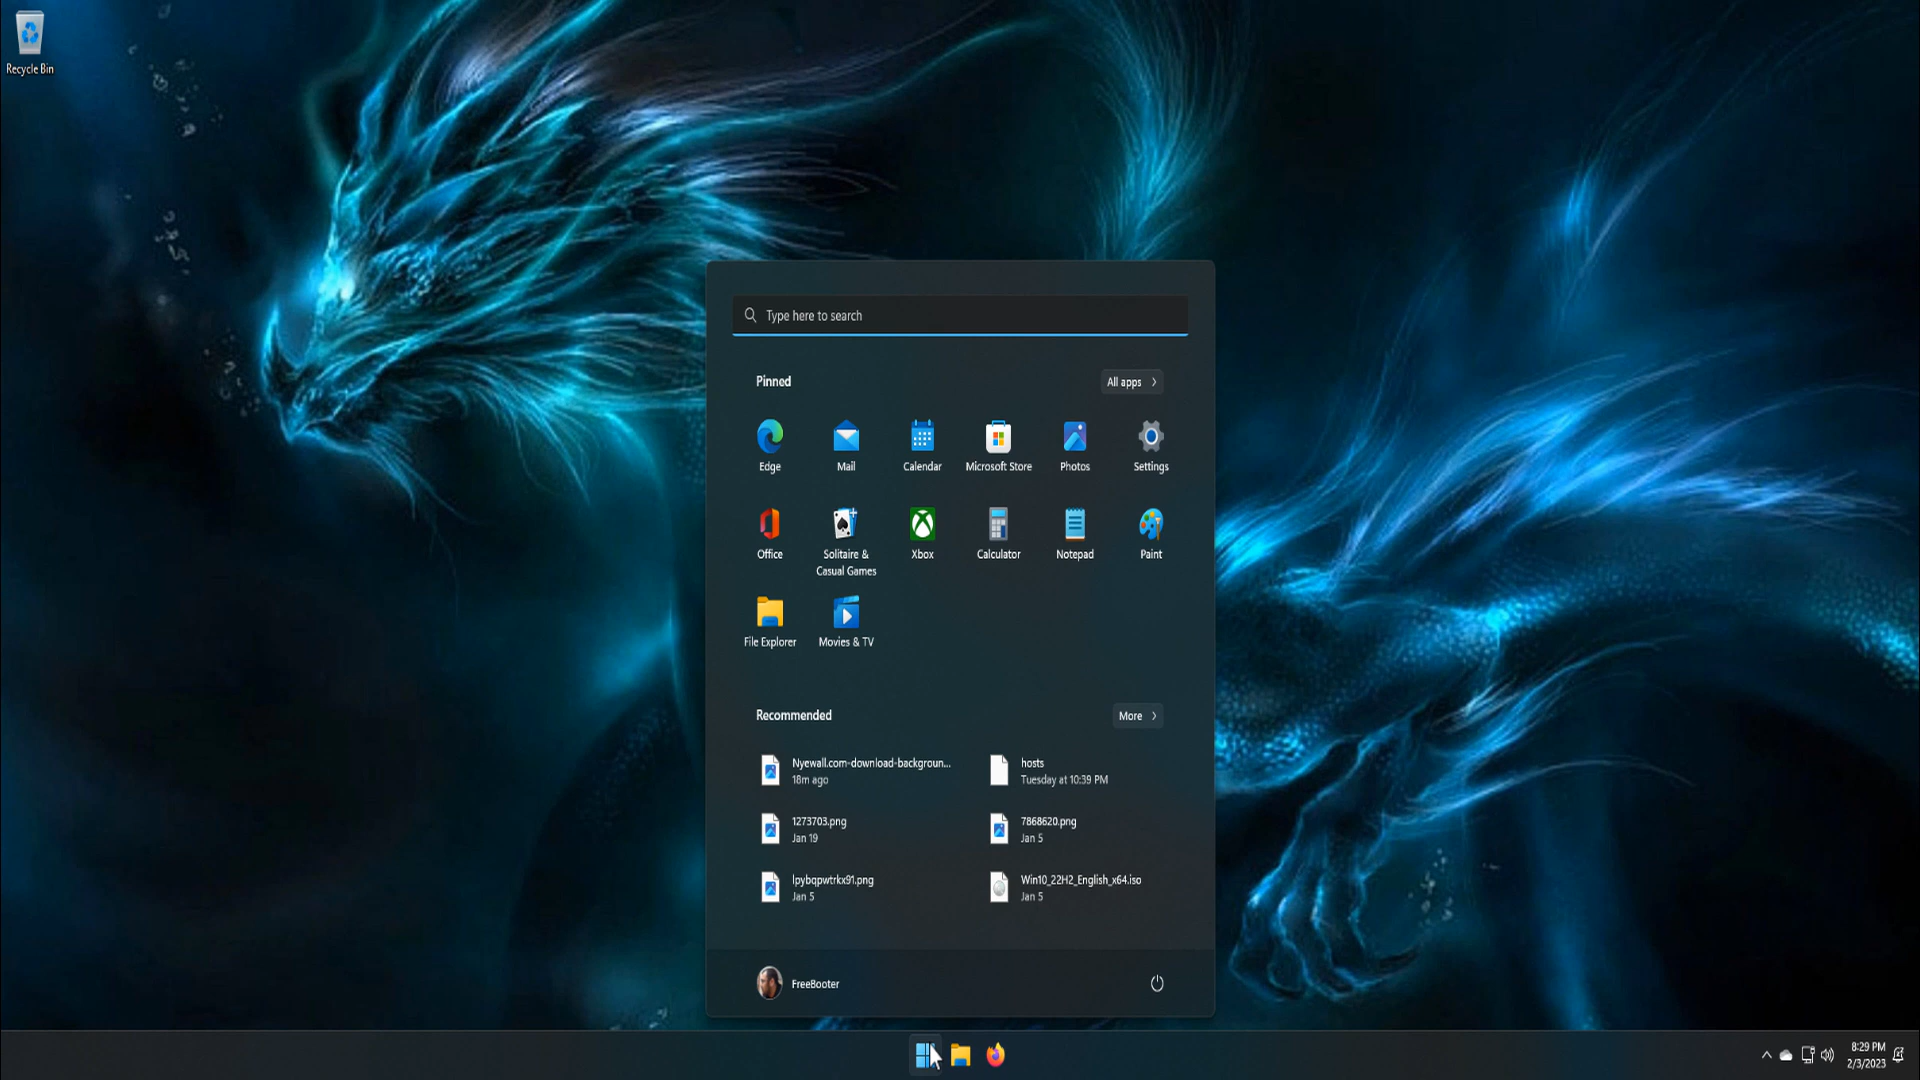 Recycle Bin
Type here to search
Pinned
All apps
Edge
Mail
Calendar
Microsoft Store
Photos
Settings
Office
Solitaire &
Casual Games
Xbox
Calculator
Notepad
Paint
File Explorer
Movies & TV
Recommended
More
Nyewall.com-download-backgroun...
18m ago
hosts
Tuesday at 10:39 PM
1273703.png
Jan 19
7868620.png
Jan 5
lpybqpwtrkx91.png
Jan 5
Win10_22H2_English_x64.iso
Jan 5
FreeBooter
8:29 PM
2/3/2023